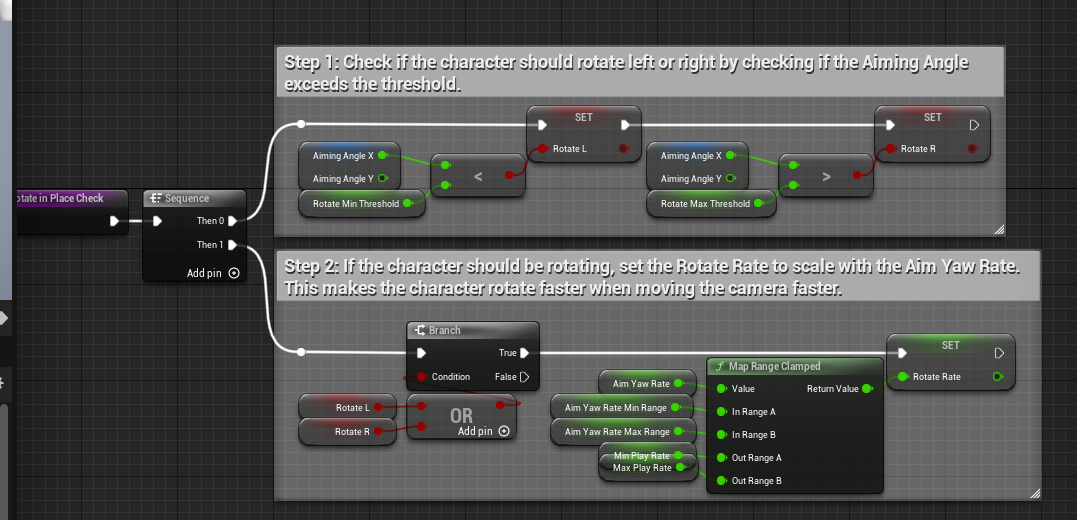 Step 1: Check if the character should rotate left or right by checking if the Aiming Angle
exceeds the threshold.
SET
SET
Rotate L
Rotate R
Aiming Angle X
Aiming Angle Y
<
Rotate Min Threshold
Aiming Angle X
Aiming Angle Y
>
Rotate Max Threshold
otate in Place Check
Sequence
Then 0
Then 1
Add pin
Step 2: If the character should be rotating, set the Rotate Rate to scale with the Aim Yaw Rate.
This makes the character rotate faster when moving the camera faster.
Branch
True
Condition
False
Rotate L
Rotate R
OR
Add pin
Aim Yaw Rate
Aim Yaw Rate Min Range
Aim Yaw Rate Max Range
Min Play Rate
Max Play Rate
f Map Range Clamped
Value
Return Value
In Range A
In Range B
Out Range A
Out Range B
SET
Rotate Rate